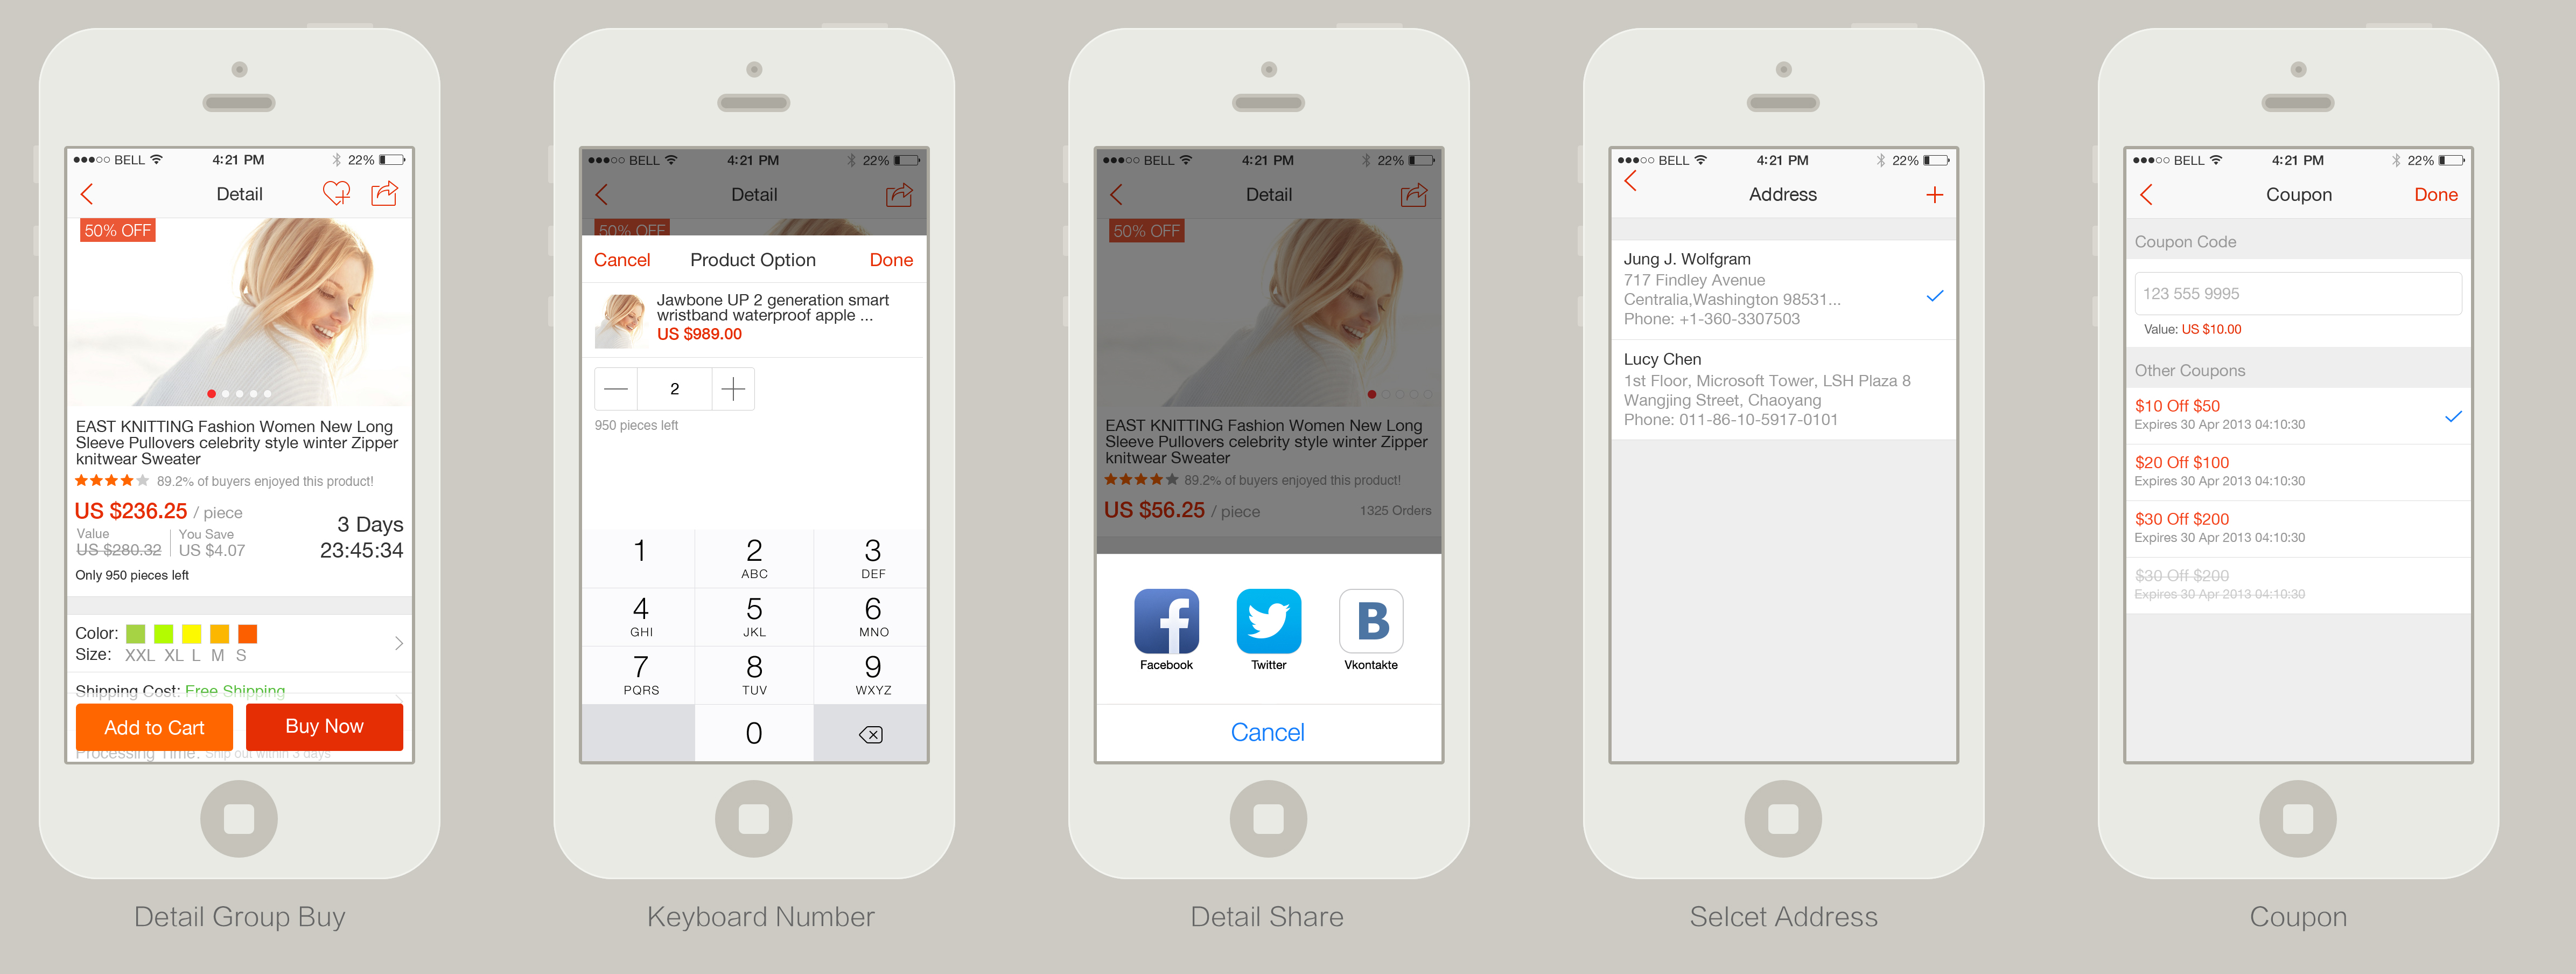 BELL 4:21 PM 22%
Detail
50% OFF
EAST KNITTING Fashion Women New Long
Sleeve Pullovers celebrity style winter Zipper
knitwear Sweater
89.2% of buyers enjoyed this product!
US $236.25 / piece
3 Days
Value
You Save
US $280.32
US $4.07
23:45:34
Only 950 pieces left
Color:
Size: XXL XL L M S
Shipping Cost: Free Shipping
Add to Cart
Buy Now
Processing Time: Ship out within 3 days
Detail Group Buy
BELL 4:21 PM 22%
Detail
50% OFF
Cancel Product Option Done
Jawbone UP 2 generation smart
wristband waterproof apple ...
US $989.00
2
950 pieces left
1 2 3
ABC DEF
4 5 6
GHI JKL MNO
7 8 9
PQRS TUV WXYZ
0
Keyboard Number
BELL 4:21 PM 22%
Detail
50% OFF
EAST KNITTING Fashion Women New Long
Sleeve Pullovers celebrity style winter Zipper
knitwear Sweater
89.2% of buyers enjoyed this product!
US $56.25 / piece 1325 Orders
f B
Facebook Twitter Vkontakte
Cancel
Detail Share
BELL 4:21 PM 22%
Address
Jung J. Wolfgram
717 Findley Avenue
Centralia,Washington 98531...
Phone: +1-360-3307503
Lucy Chen
1st Floor, Microsoft Tower, LSH Plaza 8
Wangjing Street, Chaoyang
Phone: 011-86-10-5917-0101
Selcet Address
BELL 4:21 PM 22%
Coupon Done
Coupon Code
123 555 9995
Value: US $10.00
Other Coupons
$10 Off $50
Expires 30 Apr 2013 04:10:30
$20 Off $100
Expires 30 Apr 2013 04:10:30
$30 Off $200
Expires 30 Apr 2013 04:10:30
$30 Off $200
Expires 30 Apr 2013 04:10:30
Coupon